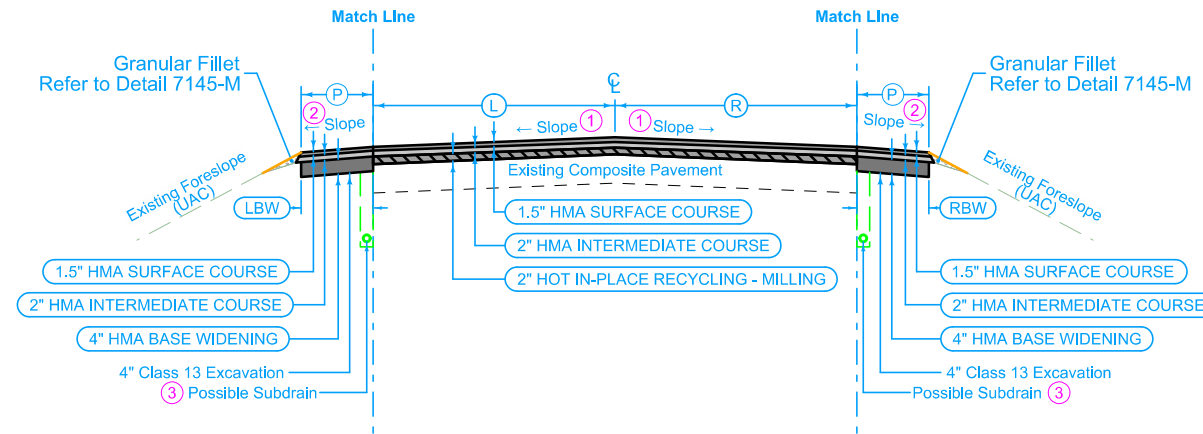 Match Line
Match Line
Granular Fillet
Refer to Detail 7145-M
Granular Fillet
Refer to Detail 7145-M
℄
P
L
R
P
2
← Slope
← Slope 1
1 Slope →
2
Slope →
Existing Foreslope
(UAC)
Existing Composite Pavement
Existing Foreslope
(UAC)
LBW
RBW
1.5" HMA SURFACE COURSE
2" HMA INTERMEDIATE COURSE
2" HOT IN-PLACE RECYCLING - MILLING
1.5" HMA SURFACE COURSE
2" HMA INTERMEDIATE COURSE
4" HMA BASE WIDENING
4" Class 13 Excavation
3 Possible Subdrain
1.5" HMA SURFACE COURSE
2" HMA INTERMEDIATE COURSE
4" HMA BASE WIDENING
4" Class 13 Excavation
Possible Subdrain 3